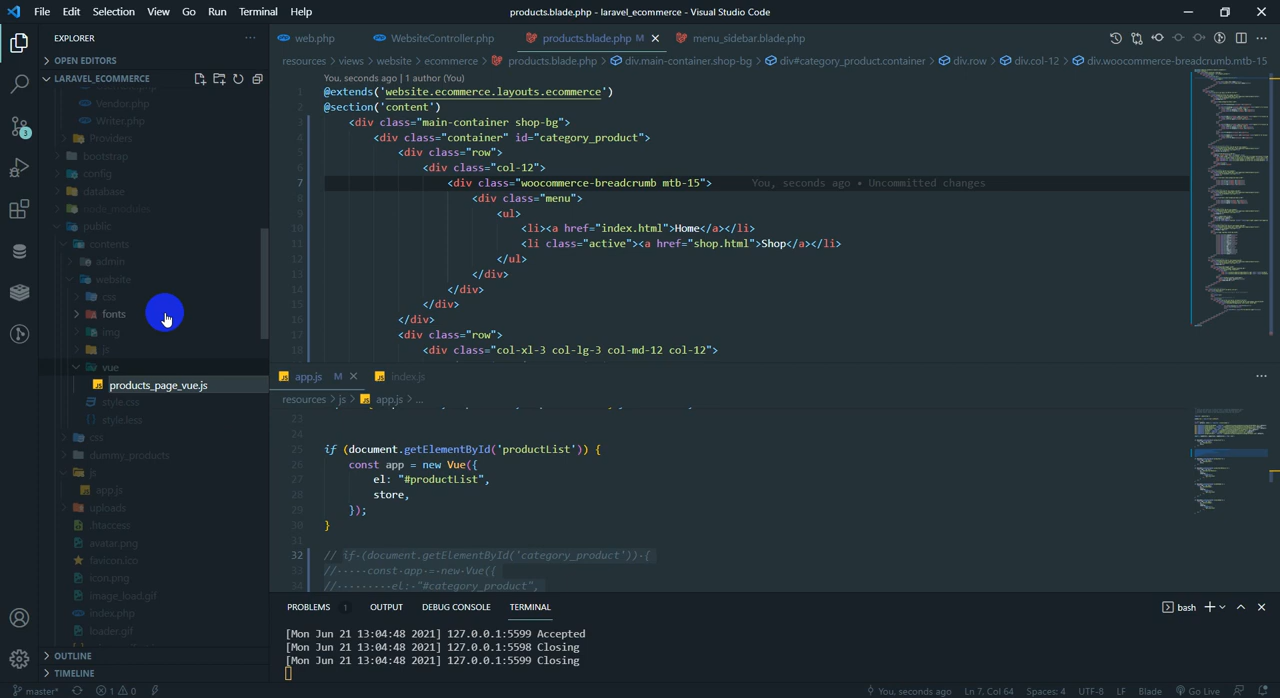 File Edit Selection View Go Run Terminal Help
products.blade.php - laravel_ecommerce - Visual Studio Code
EXPLORER
OPEN EDITORS
LARAVEL_ECOMMERCE
Vendor.php
Writer.php
Providers
bootstrap
config
database
node_modules
public
contents
admin
website
css
fonts
img
js
vue
products_page_vue.js
style.css
style.less
css
dummy_products
js
app.js
uploads
.htaccess
avatar.png
favicon.ico
icon.png
image_load.gif
index.php
loader.gif
OUTLINE
TIMELINE
3
web.php WebsiteController.php products.blade.php M menu_sidebar.blade.php
resources > views > website > ecommerce > products.blade.php > div.main-container.shop-bg > div#category_product.container > div.row > div.col-12 > div.woocommerce-breadcrumb.mtb-15
You, seconds ago | 1 author (You)
1 @extends('website.ecommerce.layouts.ecommerce')
2 @section('content')
3 <div class="main-container shop-bg">
4 <div class="container" id="category_product">
5 <div class="row">
6 <div class="col-12">
7 <div class="woocommerce-breadcrumb mtb-15"> You, seconds ago • Uncommitted changes
8 <div class="menu">
9 <ul>
10 <li><a href="index.html">Home</a></li>
11 <li class="active"><a href="shop.html">Shop</a></li>
12 </ul>
13 </div>
14 </div>
15 </div>
16 </div>
17 <div class="row">
18 <div class="col-xl-3 col-lg-3 col-md-12 col-12">
app.js M index.js
resources > js > app.js > ...
23
24
25 if (document.getElementById('productList')) {
26 const app = new Vue({
27 el: "#productList",
28 store,
29 });
30 }
31
32 // if·(document.getElementById('category_product'))·{
33 //·····const·app·=·new·Vue({
34 //·········el:·"#category_product",
PROBLEMS 1 OUTPUT DEBUG CONSOLE TERMINAL
bash
[Mon Jun 21 13:04:48 2021] 127.0.0.1:5599 Accepted
[Mon Jun 21 13:04:48 2021] 127.0.0.1:5598 Closing
[Mon Jun 21 13:04:48 2021] 127.0.0.1:5599 Closing
master* 1 0 You, seconds ago Ln 7, Col 64 Spaces: 4 UTF-8 LF Blade Go Live